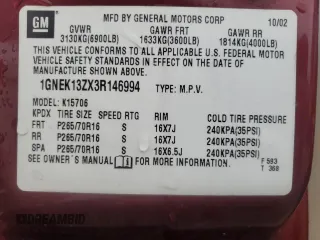 GM MFD BY GENERAL MOTORS CORP 10/02
GVWR GAWR FRT GAWR RR
3130KG(6900LB) 1633KG(3600LB) 1814KG(4000LB)
THIS VEHICLE CONFORMS TO ALL APPLICABLE U.S. FEDERAL MOTOR
VEHICLE SAFETY STANDARDS IN EFFECT ON THE DATE OF
MANUFACTURE SHOWN ABOVE.
1GNEK13ZX3R146994 TYPE: M.P.V.
MODEL: K15706
KPDX TIRE SIZE SPEED RTG RIM COLD TIRE PRESSURE
FRT P265/70R16 S 16X7J 240KPA(35PSI)
RR P265/70R16 S 16X7J 240KPA(35PSI)
SPA P265/70R16 S 16X6.5J 240KPA(35PSI)
SEE OWNER'S MANUAL FOR ADDITIONAL INFORMATION. F 593
T 368
DREAMBID